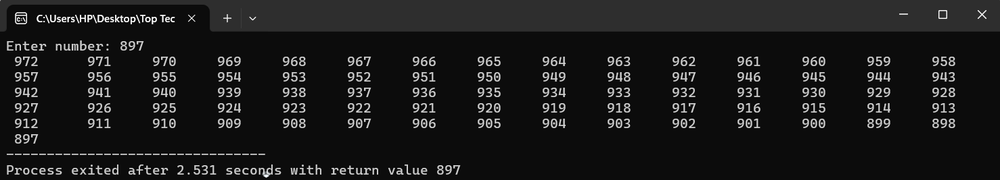 C:\Users\HP\Desktop\Top Tec
Enter number: 897
972 971 970 969 968 967 966 965 964 963 962 961 960 959 958
957 956 955 954 953 952 951 950 949 948 947 946 945 944 943
942 941 940 939 938 937 936 935 934 933 932 931 930 929 928
927 926 925 924 923 922 921 920 919 918 917 916 915 914 913
912 911 910 909 908 907 906 905 904 903 902 901 900 899 898
897
--------------------------------
Process exited after 2.531 seconds with return value 897